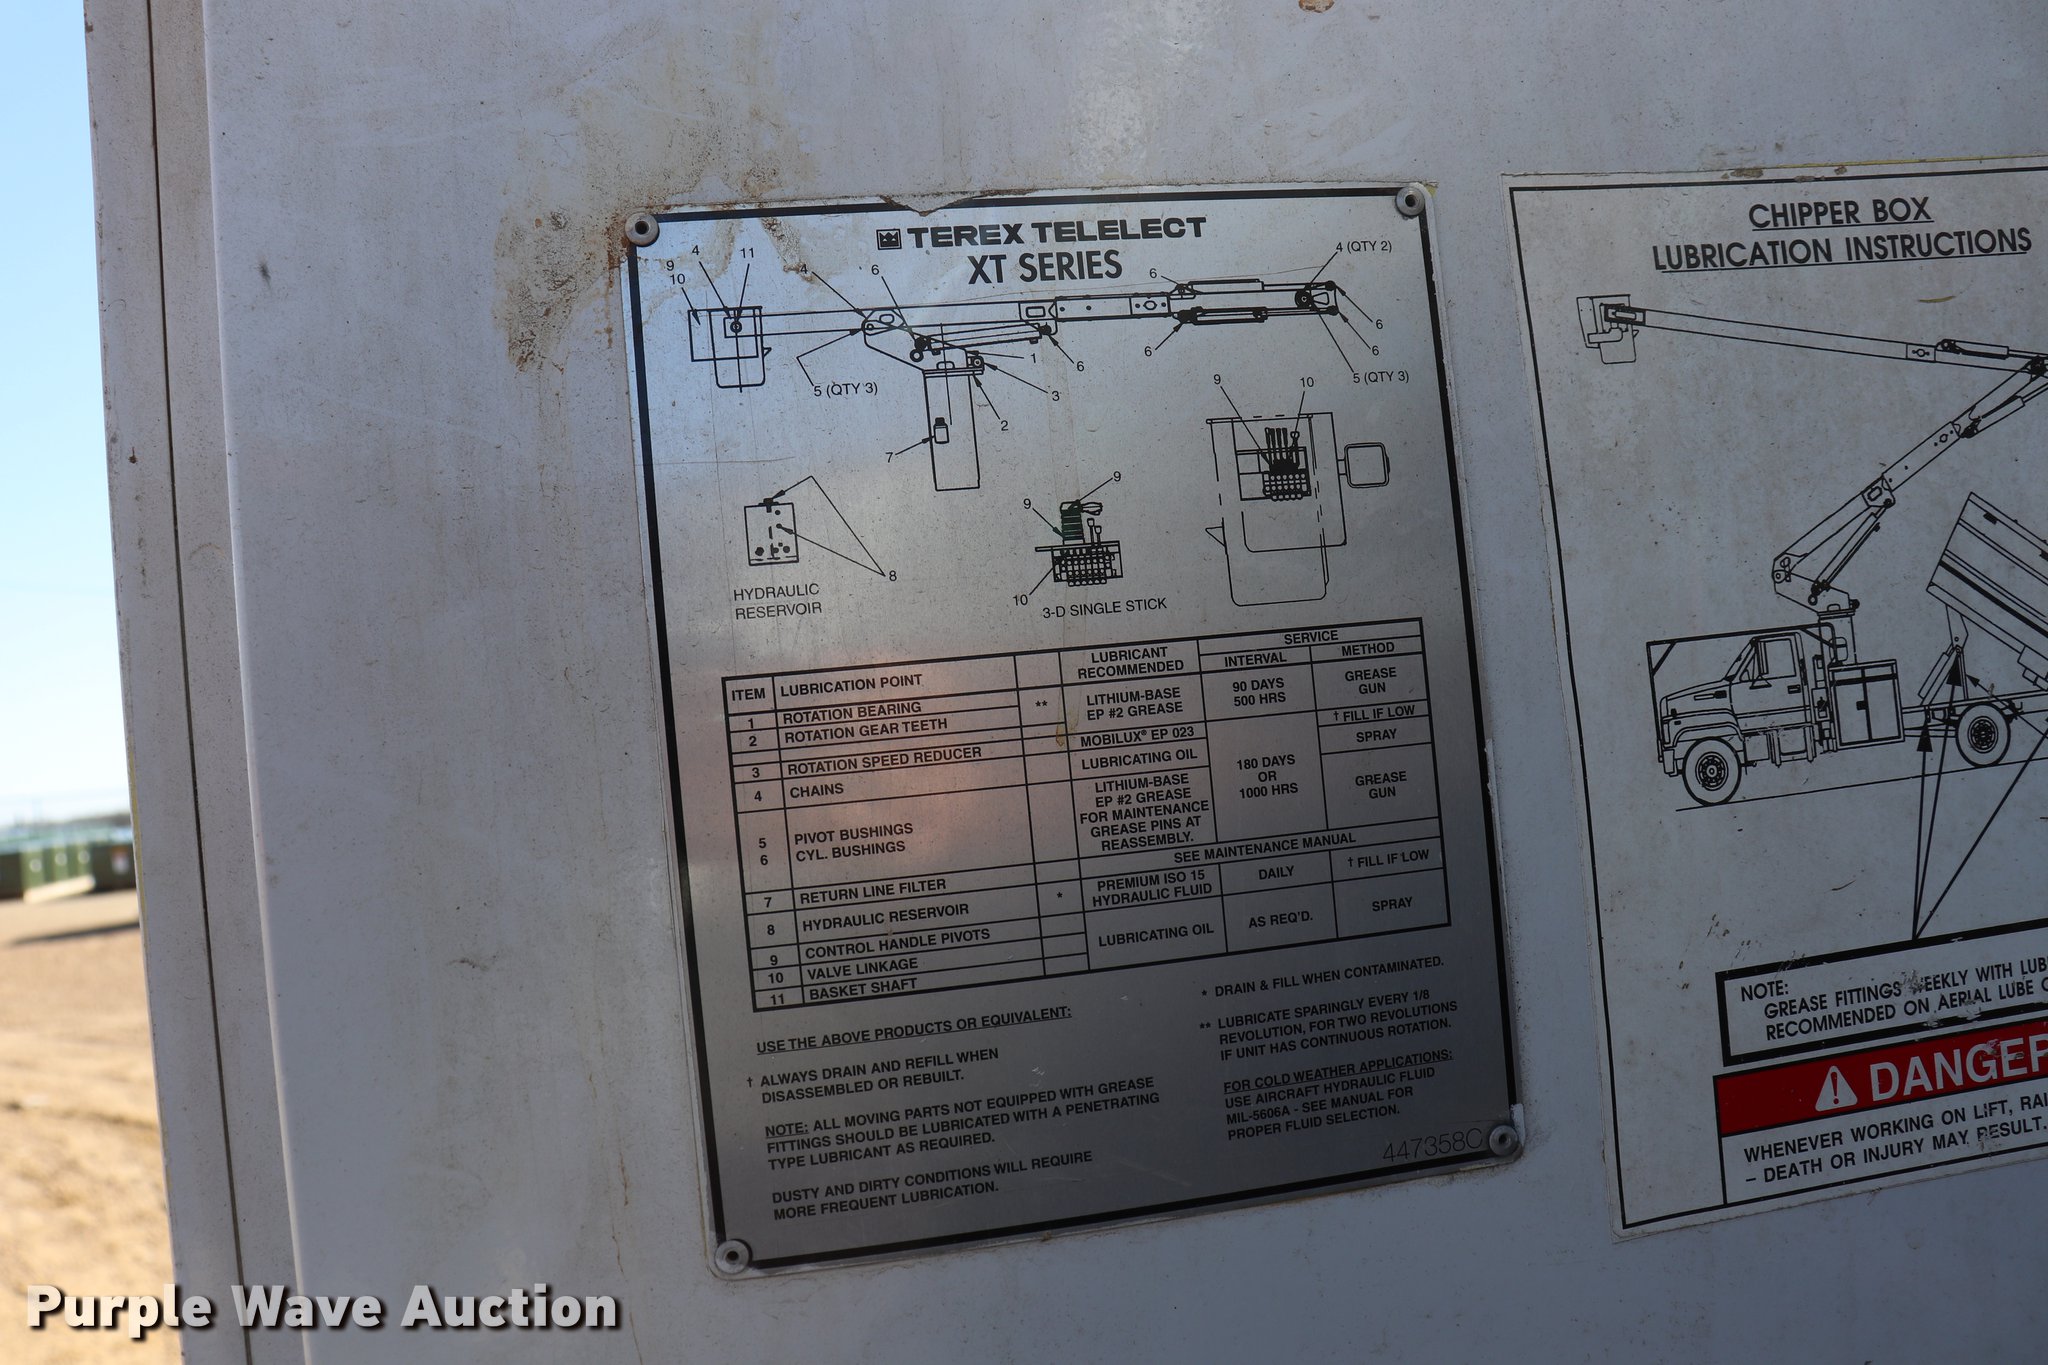 TEREX TELELECT
XT SERIES
9
10
4
11
4
6
6
4 (QTY 2)
5 (QTY 3)
1
6
3
2
7
6
6
6
5 (QTY 3)
9
10
8
HYDRAULIC
RESERVOIR
9
9
10
3-D SINGLE STICK
ITEM LUBRICATION POINT LUBRICANT RECOMMENDED SERVICE
INTERVAL METHOD
1 ROTATION BEARING ** LITHIUM-BASE EP #2 GREASE 90 DAYS 500 HRS GREASE GUN
2 ROTATION GEAR TEETH
3 ROTATION SPEED REDUCER MOBILUX® EP 023 180 DAYS OR 1000 HRS † FILL IF LOW
4 CHAINS LUBRICATING OIL SPRAY
5 PIVOT BUSHINGS LITHIUM-BASE EP #2 GREASE FOR MAINTENANCE GREASE PINS AT REASSEMBLY. GREASE GUN
6 CYL. BUSHINGS
7 RETURN LINE FILTER SEE MAINTENANCE MANUAL
8 HYDRAULIC RESERVOIR * PREMIUM ISO 15 HYDRAULIC FLUID DAILY † FILL IF LOW
9 CONTROL HANDLE PIVOTS LUBRICATING OIL AS REQ'D. SPRAY
10 VALVE LINKAGE
11 BASKET SHAFT
USE THE ABOVE PRODUCTS OR EQUIVALENT:
† ALWAYS DRAIN AND REFILL WHEN
DISASSEMBLED OR REBUILT.
NOTE: ALL MOVING PARTS NOT EQUIPPED WITH GREASE
FITTINGS SHOULD BE LUBRICATED WITH A PENETRATING
TYPE LUBRICANT AS REQUIRED.
DUSTY AND DIRTY CONDITIONS WILL REQUIRE
MORE FREQUENT LUBRICATION.
* DRAIN & FILL WHEN CONTAMINATED.
** LUBRICATE SPARINGLY EVERY 1/8
REVOLUTION, FOR TWO REVOLUTIONS
IF UNIT HAS CONTINUOUS ROTATION.
FOR COLD WEATHER APPLICATIONS:
USE AIRCRAFT HYDRAULIC FLUID
MIL-5606A - SEE MANUAL FOR
PROPER FLUID SELECTION.
447358C
CHIPPER BOX
LUBRICATION INSTRUCTIONS
NOTE:
GREASE FITTINGS WEEKLY WITH LUB
RECOMMENDED ON AERIAL LUBE
DANGER
WHENEVER WORKING ON LIFT, RAI
– DEATH OR INJURY MAY RESULT.
Purple Wave Auction